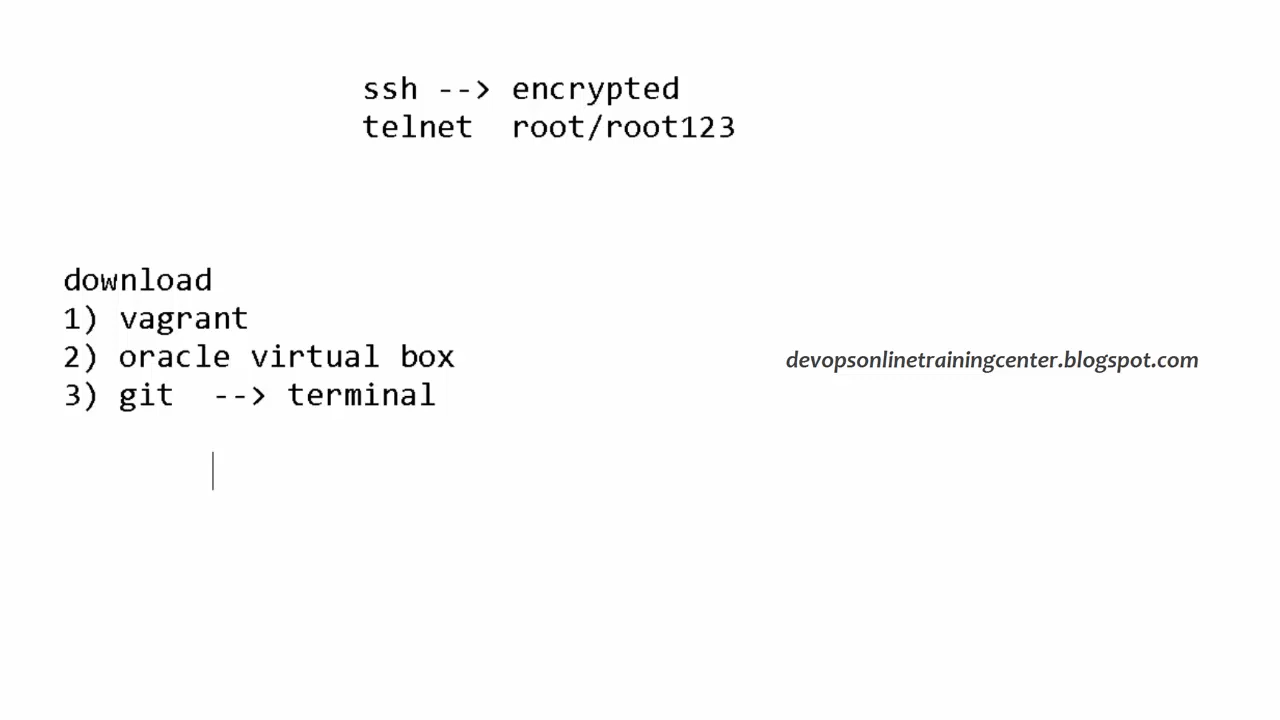 ssh --> encrypted
telnet  root/root123
download
1) vagrant
2) oracle virtual box
devopsonlinetrainingcenter.blogspot.com
3) git  --> terminal